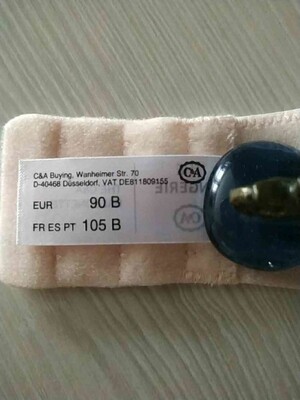 C&A Buying, Wanheimer Str. 70
D-40468 Düsseldorf, VAT DE811809155
EUR 90 B
FR ES PT 105 B
C&A